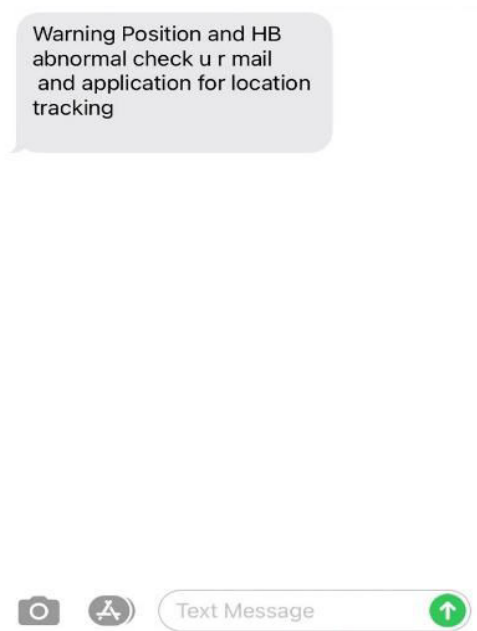 Warning Position and HB
abnormal check u r mail
and application for location
tracking
Text Message